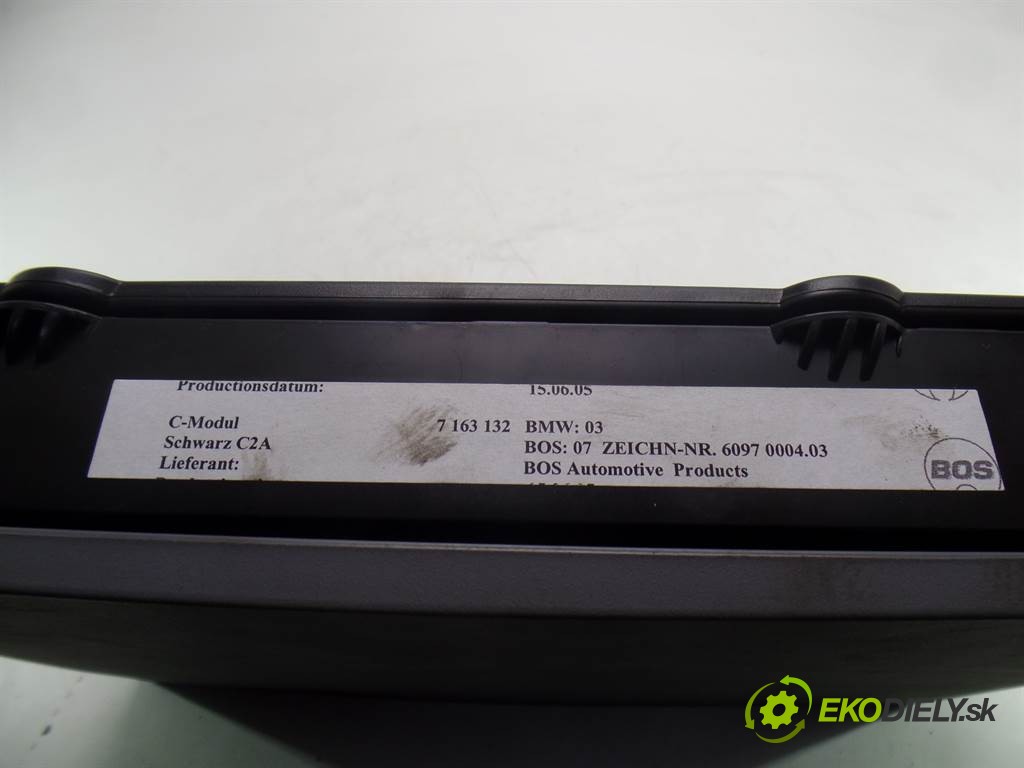 Productionsdatum: 15.06.05
C-Modul 7 163 132 BMW: 03
Schwarz C2A BOS: 07 ZEICHN-NR. 6097 0004.03
Lieferant: BOS Automotive Products
BOS
EKODIELY.sk